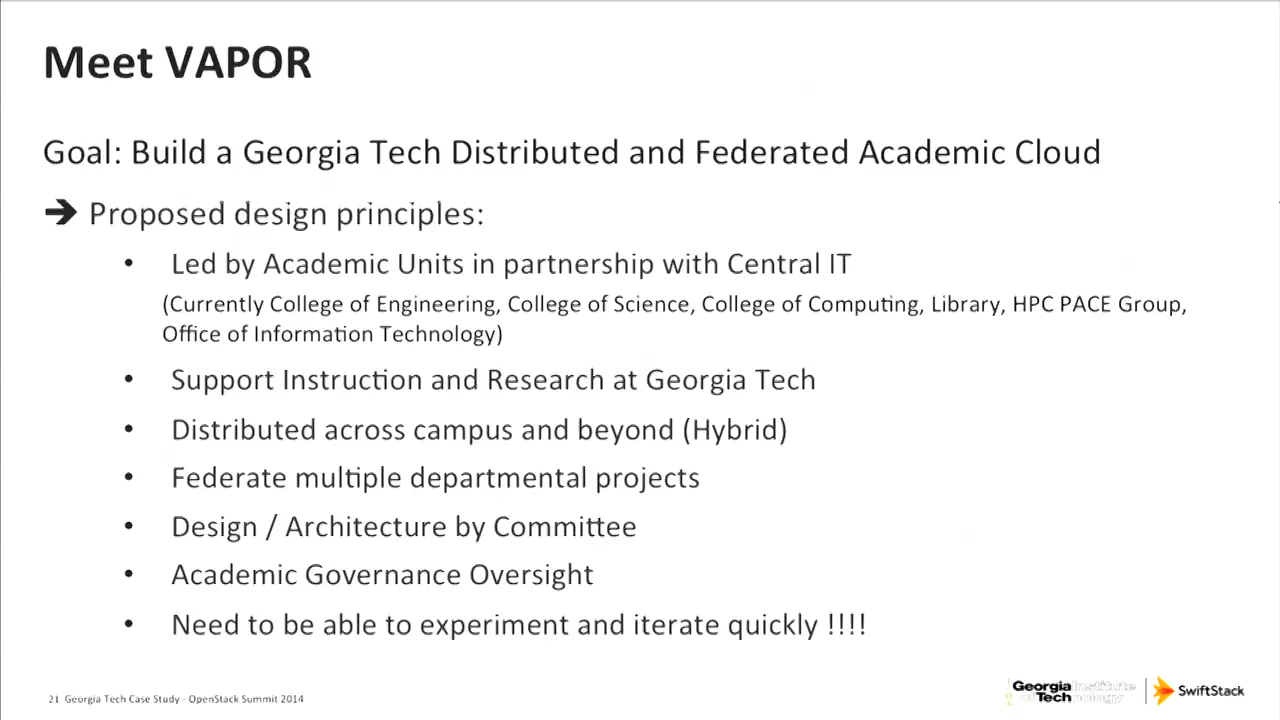 Meet VAPOR
Goal: Build a Georgia Tech Distributed and Federated Academic Cloud
➔ Proposed design principles:
• Led by Academic Units in partnership with Central IT
(Currently College of Engineering, College of Science, College of Computing, Library, HPC PACE Group,
Office of Information Technology)
• Support Instruction and Research at Georgia Tech
• Distributed across campus and beyond (Hybrid)
• Federate multiple departmental projects
• Design / Architecture by Committee
• Academic Governance Oversight
• Need to be able to experiment and iterate quickly !!!!
21 Georgia Tech Case Study - OpenStack Summit 2014
Georgia Institute
of Technology
SwiftStack